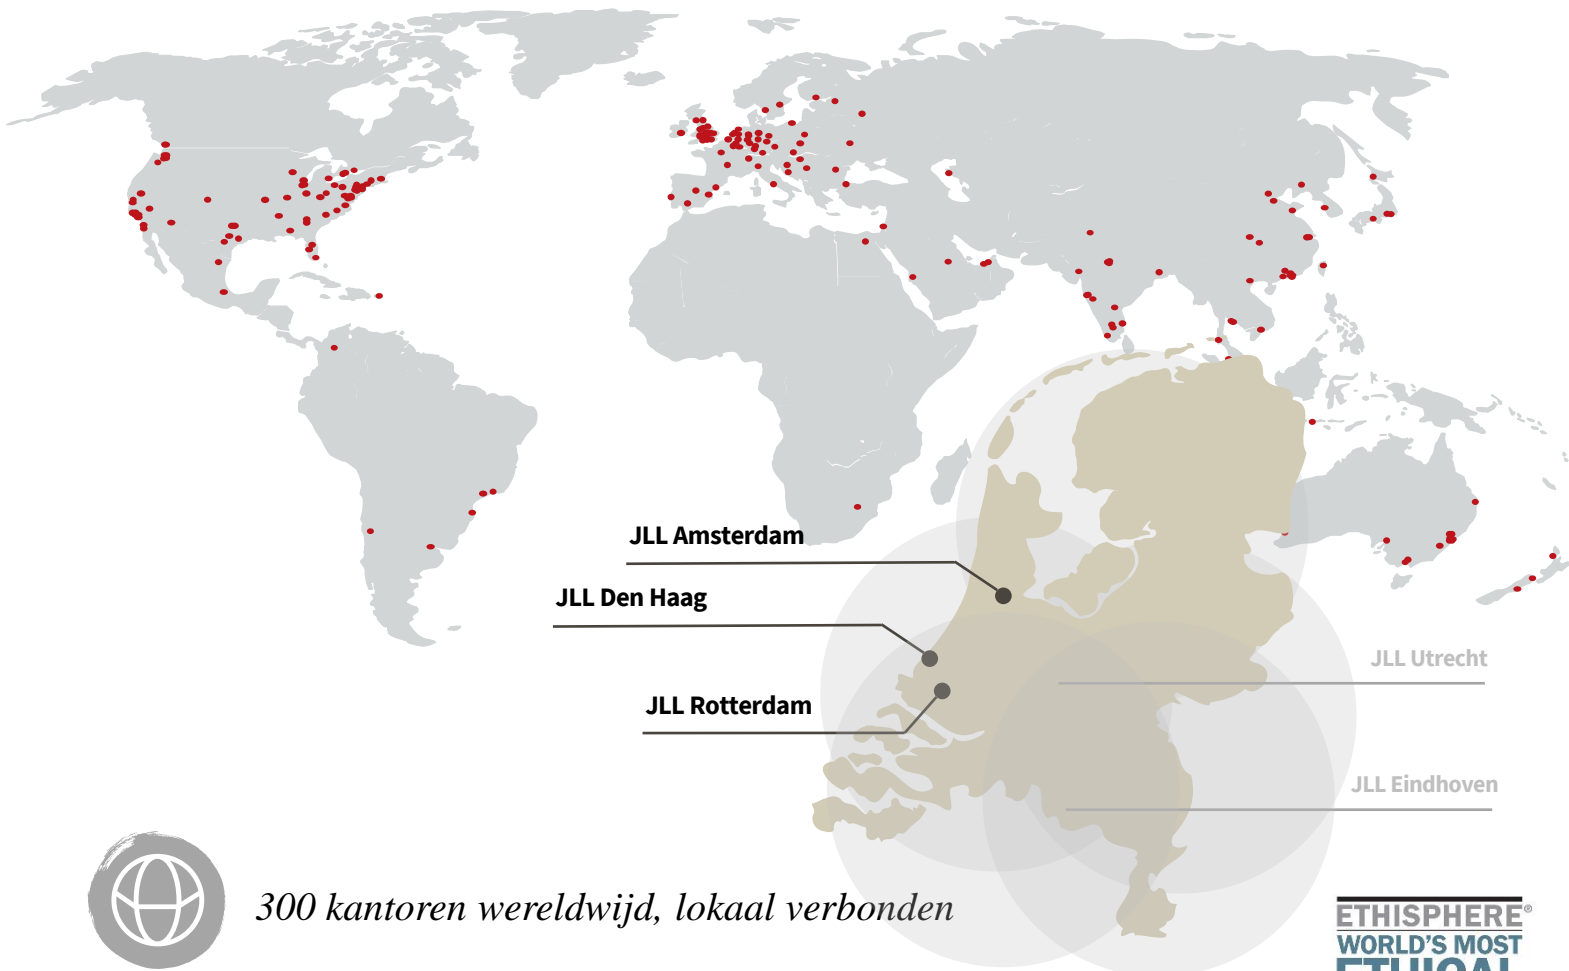 JLL Amsterdam
JLL Den Haag
JLL Utrecht
JLL Rotterdam
JLL Eindhoven
300 kantoren wereldwijd, lokaal verbonden
ETHISPHERE®
WORLD'S MOST
ETHICAL